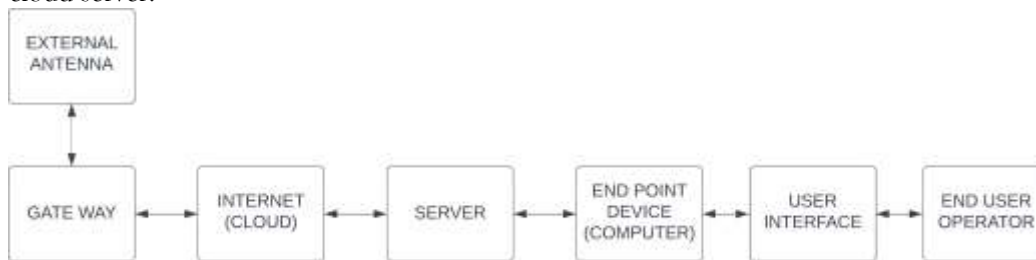 cloud server.
EXTERNAL
ANTENNA
GATE WAY
INTERNET
(CLOUD)
SERVER
END POINT
DEVICE
(COMPUTER)
USER
INTERFACE
END USER
OPERATOR